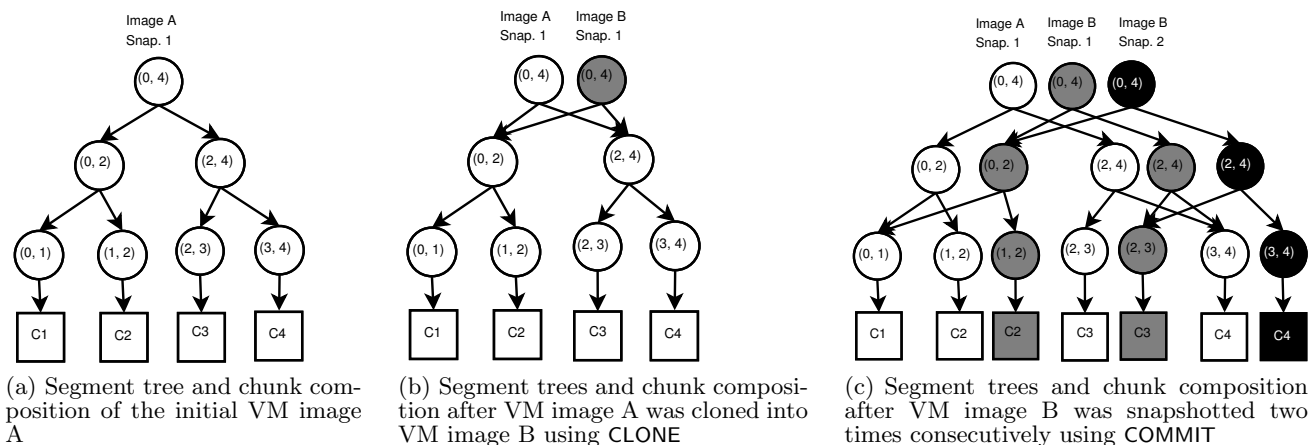 Image A
Snap. 1
(0, 4)
(0, 2)
(2, 4)
(0, 1)
(1, 2)
(2, 3)
(3, 4)
C1
C2
C3
C4
(a) Segment tree and chunk com-
position of the initial VM image
A
Image A
Snap. 1
Image B
Snap. 1
(0, 4)
(0, 4)
(0, 2)
(2, 4)
(0, 1)
(1, 2)
(2, 3)
(3, 4)
C1
C2
C3
C4
(b) Segment trees and chunk composi-
tion after VM image A was cloned into
VM image B using CLONE
Image A
Snap. 1
Image B
Snap. 1
Image B
Snap. 2
(0, 4)
(0, 4)
(0, 4)
(0, 2)
(0, 2)
(2, 4)
(2, 4)
(2, 4)
(0, 1)
(1, 2)
(1, 2)
(2, 3)
(2, 3)
(3, 4)
(3, 4)
C1
C2
C2
C3
C3
C4
C4
(c) Segment trees and chunk composition
after VM image B was snapshotted two
times consecutively using COMMIT